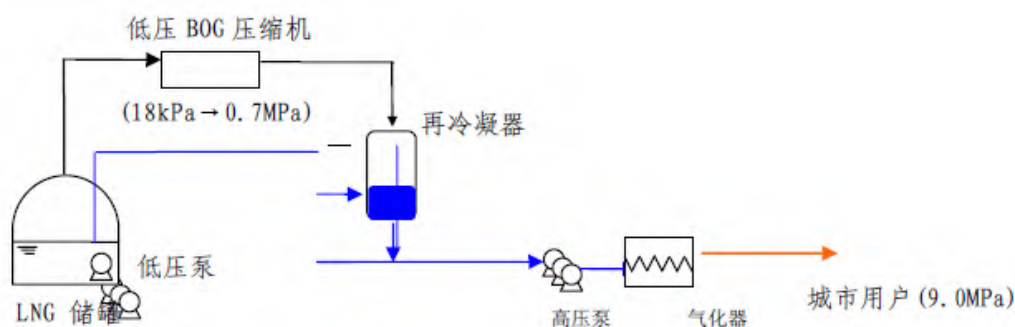 低压 BOG 压缩机
(18kPa→0.7MPa)
再冷凝器
低压泵
LNG 储罐
高压泵
气化器
城市用户(9.0MPa)